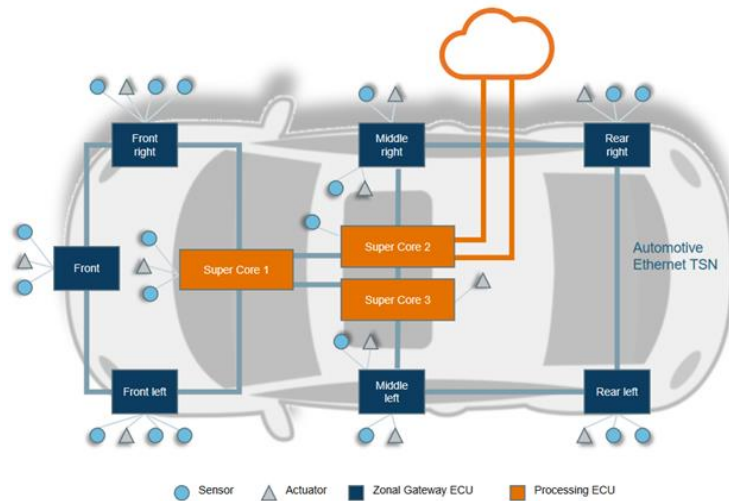 Front
right
Middle
right
Rear
right
Super Core 2
Front
Super Core 1
Automotive
Ethernet TSN
Super Core 3
Front left
Middle
left
Rear left
Sensor
Actuator
Zonal Gateway ECU
Processing ECU